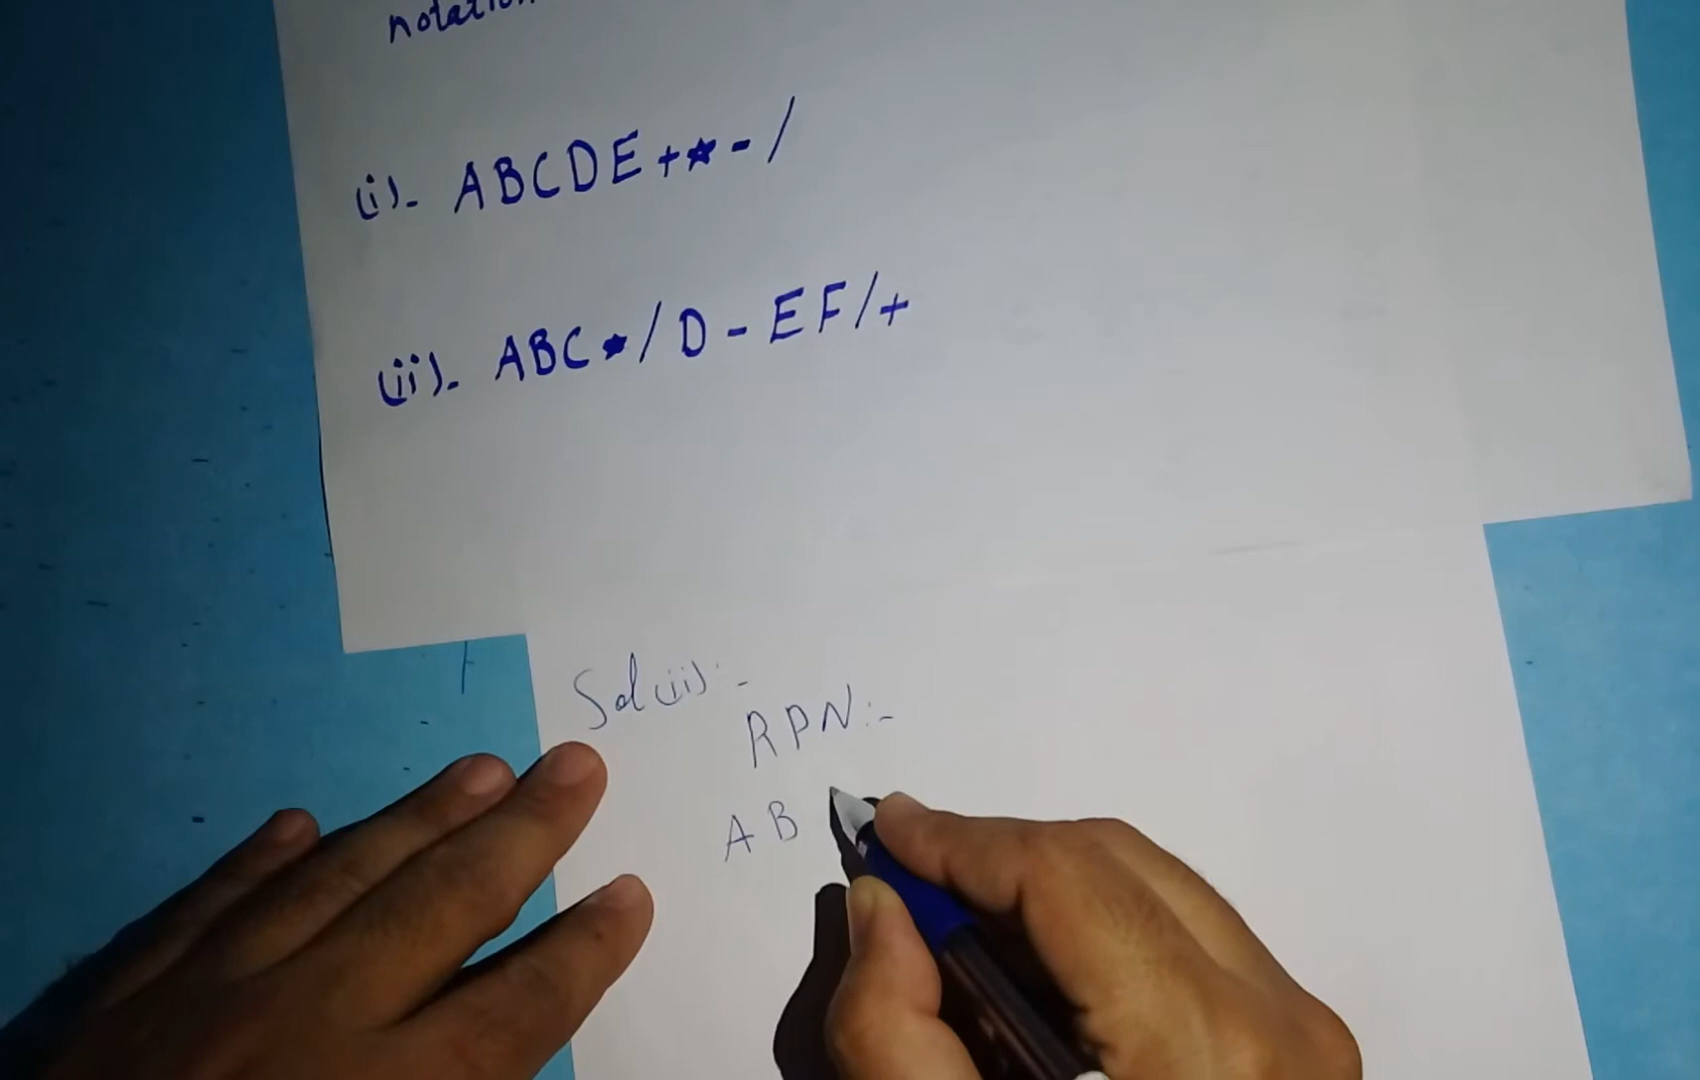 notation
(i)- ABCDE+*-/
(ii)- ABC*/D-EF/+
Sol(ii):-
RPN:-
AB